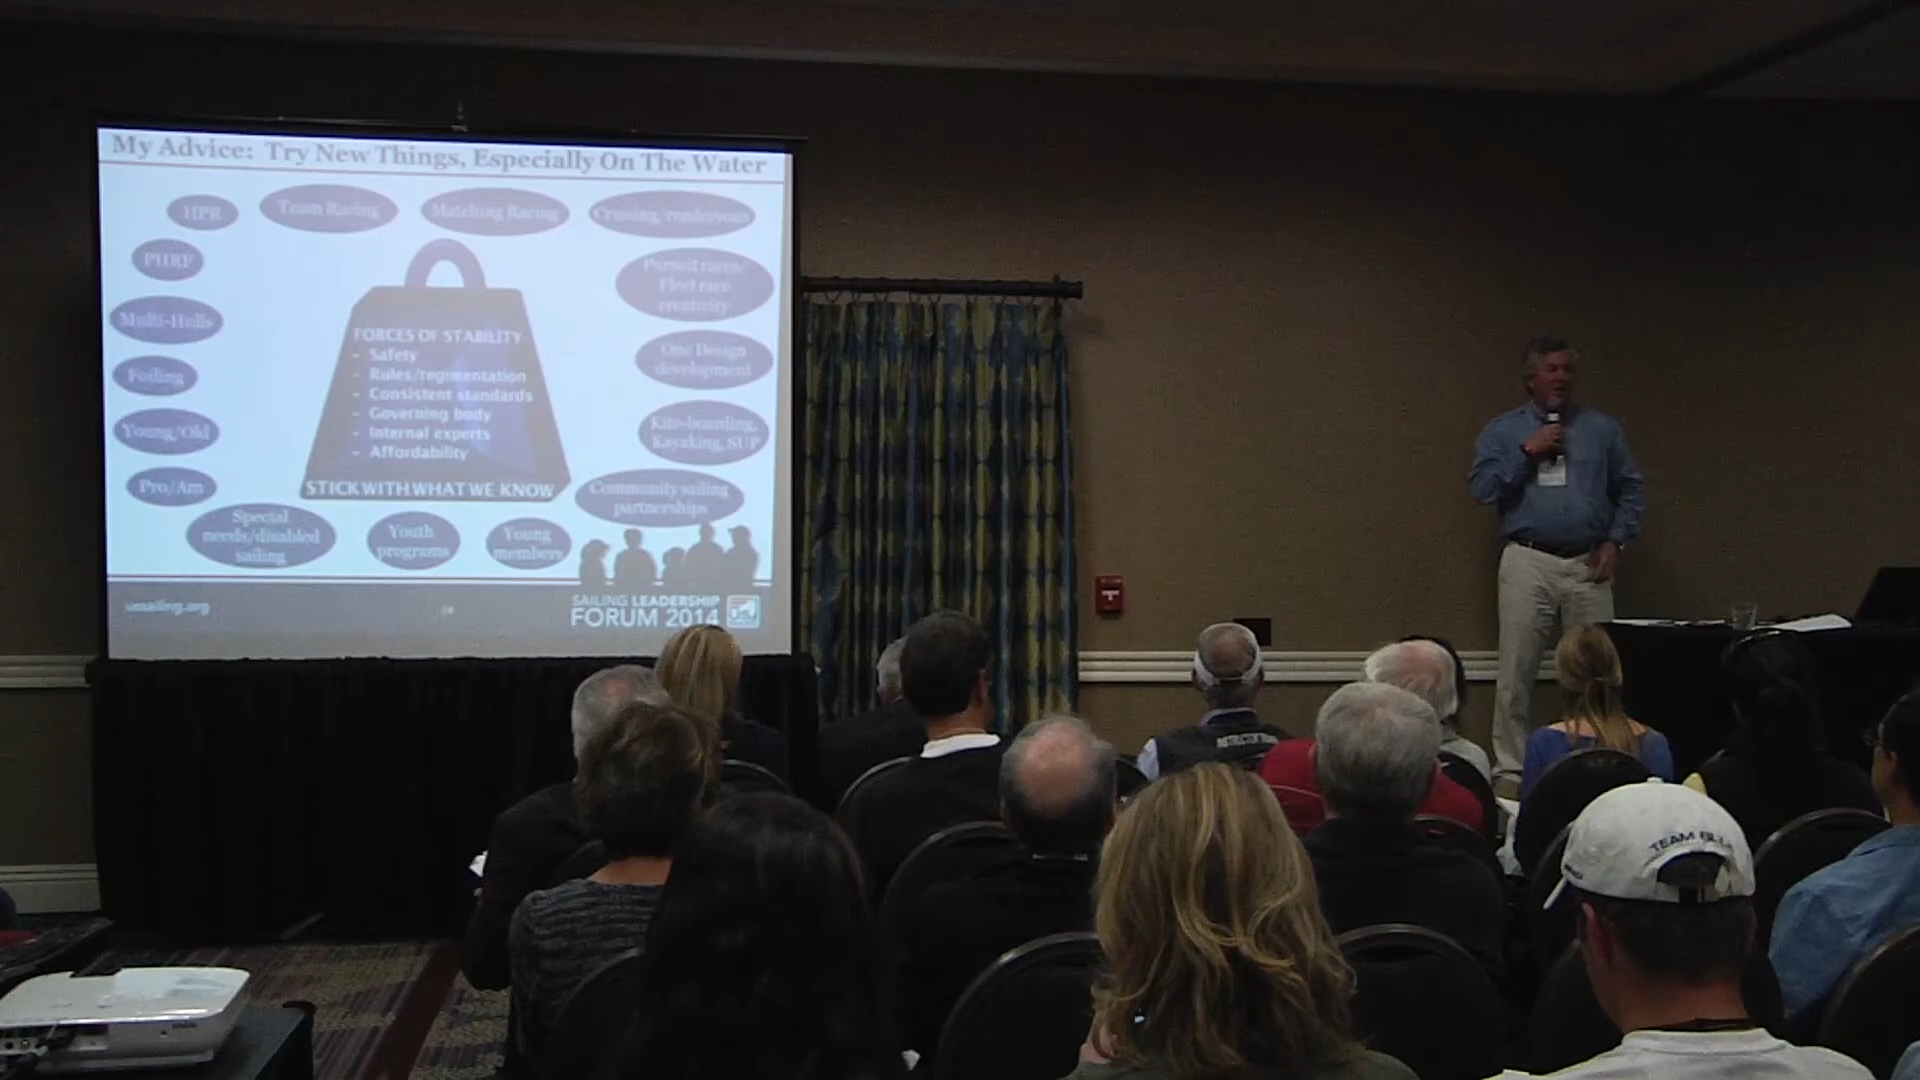 My Advice: Try New Things, Especially On The Water
HPR
Team Racing
Matching Racing
Cruising/rendezvous
PHRF
Pursuit races/
Fleet race
creativity
Multi-Hulls
FORCES OF STABILITY
- Safety
- Rules/regimentation
- Consistent standards
- Governing body
- Internal experts
- Affordability
STICK WITH WHAT WE KNOW
One Design
development
Foiling
Kite-boarding,
Kayaking, SUP
Young/Old
Pro/Am
Community sailing
partnerships
Special
needs/disabled
sailing
Youth
programs
Young
members
ussailing.org
SAILING LEADERSHIP
FORUM 2014
TEAM